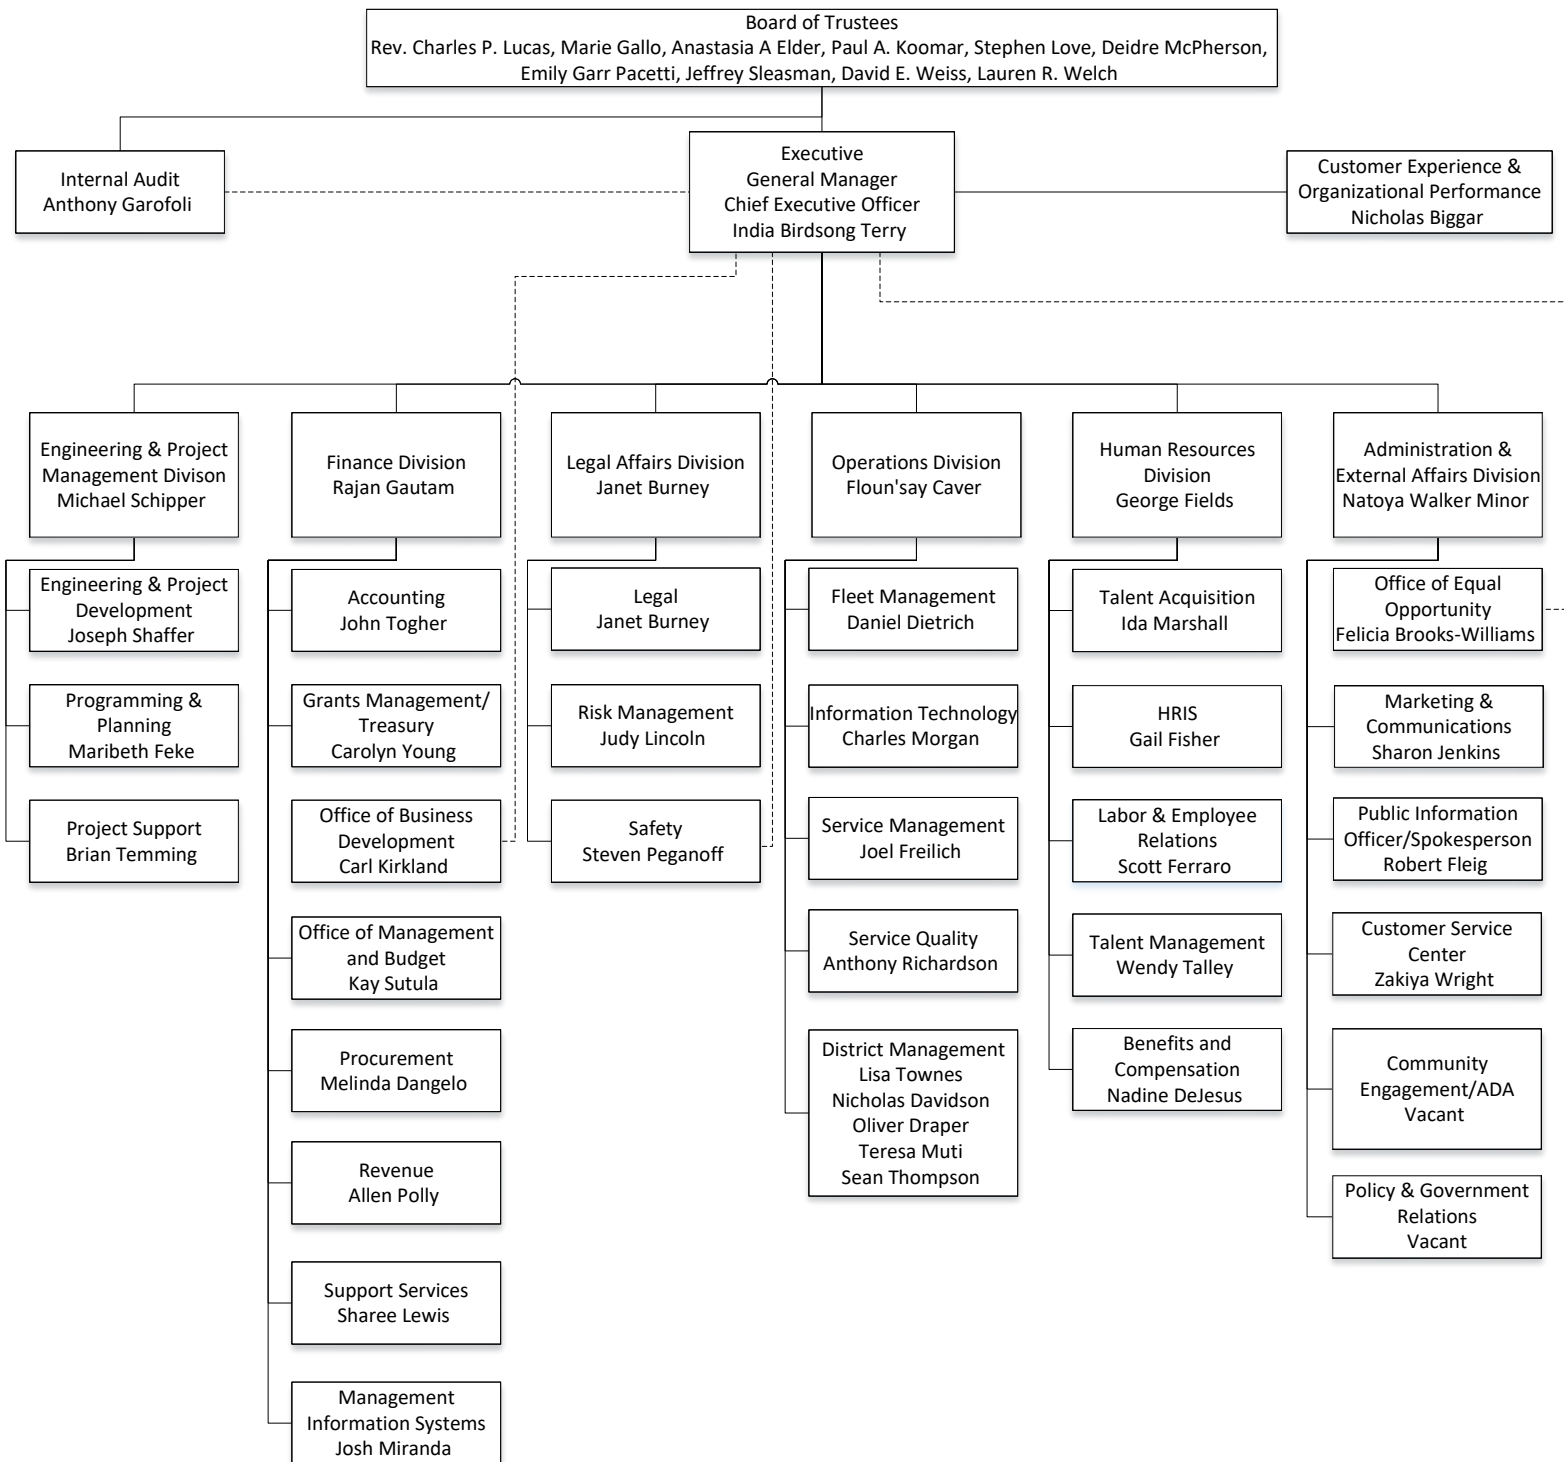 Board of Trustees
Rev. Charles P. Lucas, Marie Gallo, Anastasia A Elder, Paul A. Koomar, Stephen Love, Deidre McPherson,
Emily Garr Pacetti, Jeffrey Sleasman, David E. Weiss, Lauren R. Welch
Internal Audit
Anthony Garofoli
Executive
General Manager
Chief Executive Officer
India Birdsong Terry
Customer Experience &
Organizational Performance
Nicholas Biggar
Engineering & Project
Management Divison
Michael Schipper
Engineering & Project
Development
Joseph Shaffer
Programming &
Planning
Maribeth Feke
Project Support
Brian Temming
Finance Division
Rajan Gautam
Accounting
John Togher
Grants Management/
Treasury
Carolyn Young
Office of Business
Development
Carl Kirkland
Office of Management
and Budget
Kay Sutula
Procurement
Melinda Dangelo
Revenue
Allen Polly
Support Services
Sharee Lewis
Management
Information Systems
Josh Miranda
Legal Affairs Division
Janet Burney
Legal
Janet Burney
Risk Management
Judy Lincoln
Safety
Steven Peganoff
Operations Division
Floun'say Caver
Fleet Management
Daniel Dietrich
Information Technology
Charles Morgan
Service Management
Joel Freilich
Service Quality
Anthony Richardson
District Management
Lisa Townes
Nicholas Davidson
Oliver Draper
Teresa Muti
Sean Thompson
Human Resources
Division
George Fields
Talent Acquisition
Ida Marshall
HRIS
Gail Fisher
Labor & Employee
Relations
Scott Ferraro
Talent Management
Wendy Talley
Benefits and
Compensation
Nadine DeJesus
Administration &
External Affairs Division
Natoya Walker Minor
Office of Equal
Opportunity
Felicia Brooks-Williams
Marketing &
Communications
Sharon Jenkins
Public Information
Officer/Spokesperson
Robert Fleig
Customer Service
Center
Zakiya Wright
Community
Engagement/ADA
Vacant
Policy & Government
Relations
Vacant